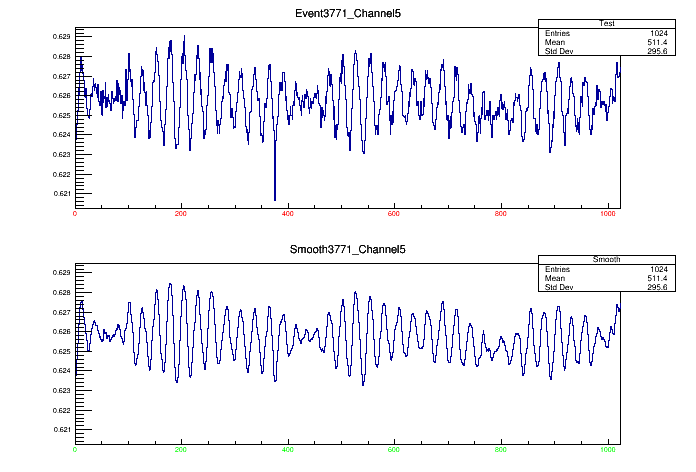 Event3771_Channel5
Test
Entries 1024
Mean 511.4
Std Dev 295.6
0.629
0.628
0.627
0.626
0.625
0.624
0.623
0.622
0.621
0 200 400 600 800 1000
Smooth3771_Channel5
Smooth
Entries 1024
Mean 511.4
Std Dev 295.6
0.629
0.628
0.627
0.626
0.625
0.624
0.623
0.622
0.621
0 200 400 600 800 1000